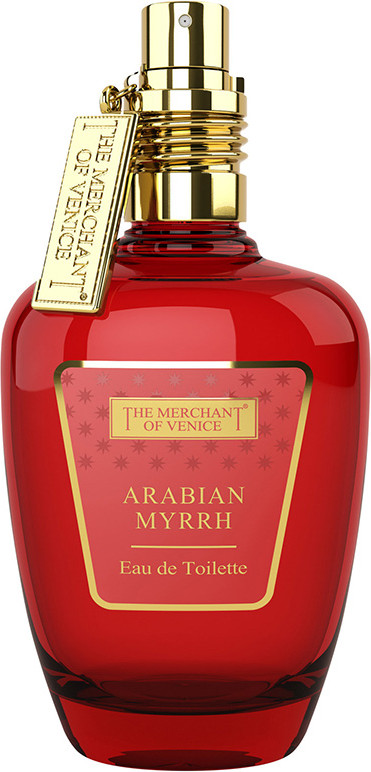 THE MERCHANT
OF VENICE®
THE MERCHANT®
OF VENICE
ARABIAN
MYRRH
Eau de Toilette